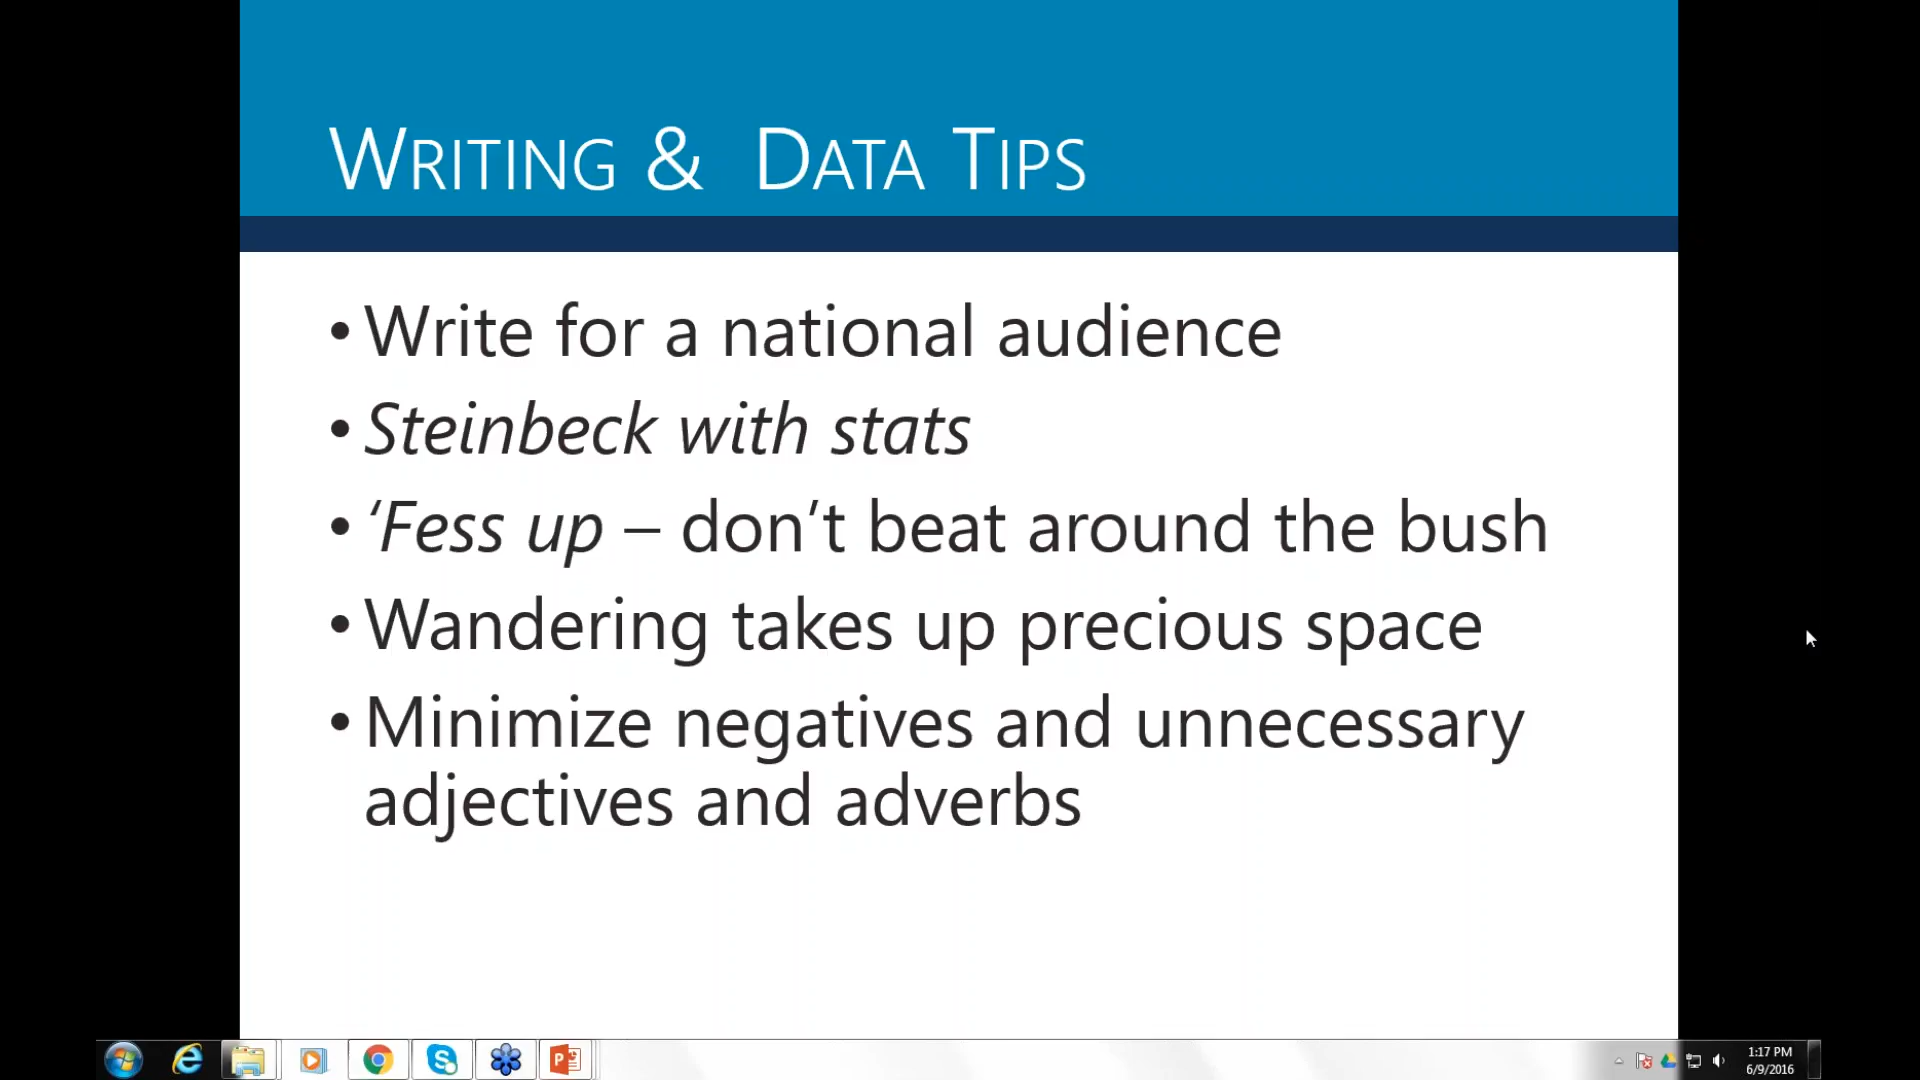 Writing &  Data Tips
• Write for a national audience
• Steinbeck with stats
• ‘Fess up – don’t beat around the bush
• Wandering takes up precious space
• Minimize negatives and unnecessary
adjectives and adverbs
1:17 PM
6/9/2016